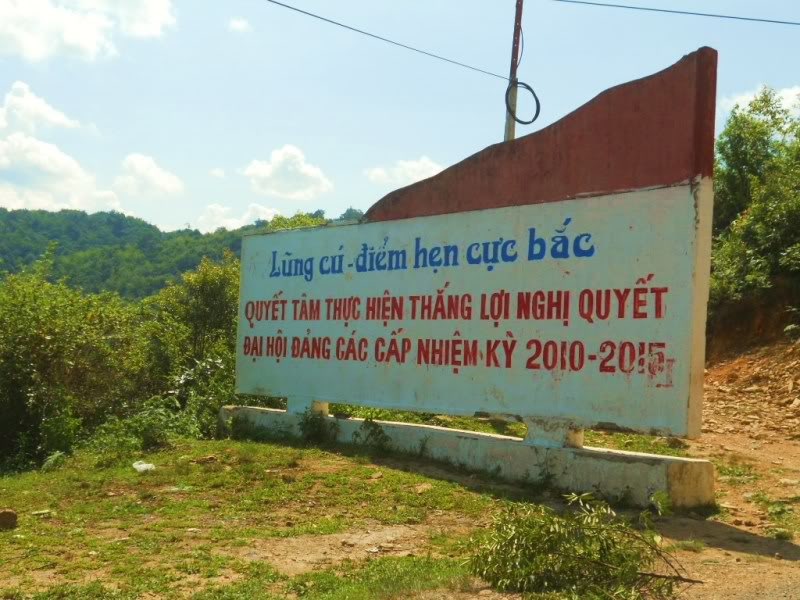 Lũng cú - điểm hẹn cực bắc
QUYẾT TÂM THỰC HIỆN THẮNG LỢI NGHỊ QUYẾT
ĐẠI HỘI ĐẢNG CÁC CẤP NHIỆM KỲ 2010-2015